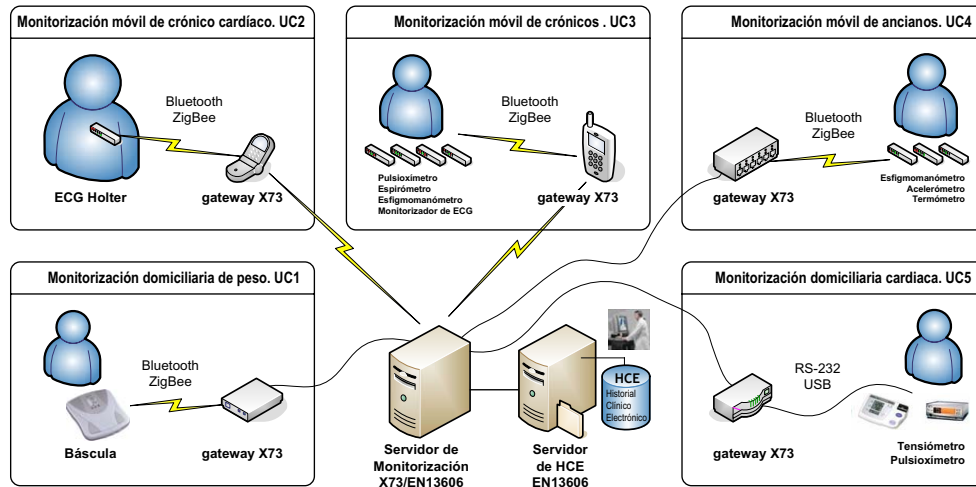 Monitorización móvil de crónico cardíaco. UC2
Bluetooth
ZigBee
ECG Holter
gateway X73
Monitorización móvil de crónicos . UC3
Bluetooth
ZigBee
Pulsioxímetro
Espirómetro
Esfigmomanómetro
Monitorizador de ECG
gateway X73
Monitorización móvil de ancianos. UC4
Bluetooth
ZigBee
gateway X73
Esfigmomanómetro
Acelerómetro
Termómetro
Monitorización domiciliaria de peso. UC1
Bluetooth
ZigBee
Báscula
gateway X73
Servidor de
Monitorización
X73/EN13606
HCE
Historial
Clínico
Electrónico
Servidor
de HCE
EN13606
Monitorización domiciliaria cardiaca. UC5
RS-232
USB
gateway X73
Tensiómetro
Pulsioxímetro